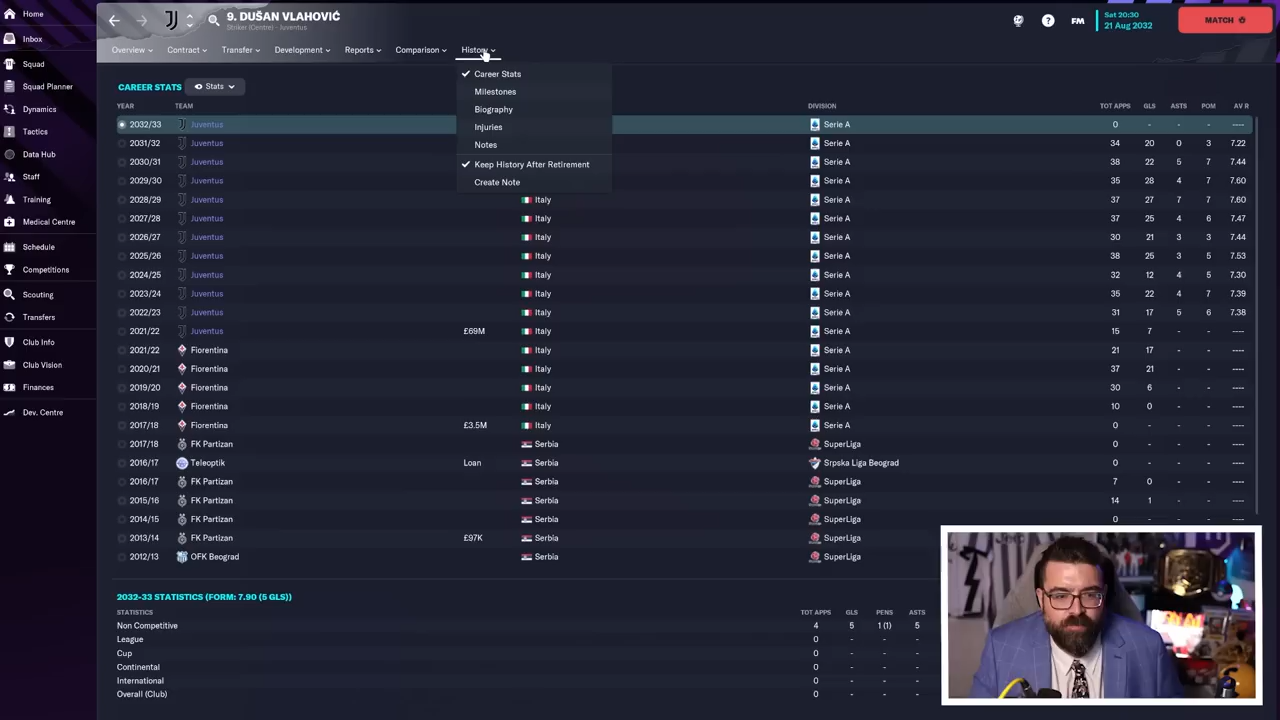 Home
Inbox
Squad
Squad Planner
Dynamics
Tactics
Data Hub
Staff
Training
Medical Centre
Schedule
Competitions
Scouting
Transfers
Club Info
Club Vision
Finances
Dev. Centre
9. DUŠAN VLAHOVIĆ
Striker (Centre) - Juventus
FM
Sat 20:30
21 Aug 2032
MATCH
Overview Contract Transfer Development Reports Comparison History
Career Stats
Milestones
Biography
Injuries
Notes
Keep History After Retirement
Create Note
CAREER STATS Stats
YEAR TEAM DIVISION TOT APPS GLS ASTS POM AV R
2032/33 Juventus Serie A 0 - - - ----
2031/32 Juventus Serie A 34 20 0 3 7.22
2030/31 Juventus Serie A 38 22 5 7 7.44
2029/30 Juventus Serie A 35 28 4 7 7.60
2028/29 Juventus Italy Serie A 37 27 7 7 7.60
2027/28 Juventus Italy Serie A 37 25 4 6 7.47
2026/27 Juventus Italy Serie A 30 21 3 3 7.44
2025/26 Juventus Italy Serie A 38 25 3 5 7.53
2024/25 Juventus Italy Serie A 32 12 4 5 7.30
2023/24 Juventus Italy Serie A 35 22 4 7 7.39
2022/23 Juventus Italy Serie A 31 17 5 6 7.38
2021/22 Juventus £69M Italy Serie A 15 7 - - ----
2021/22 Fiorentina Italy Serie A 21 17 - - ----
2020/21 Fiorentina Italy Serie A 37 21 - - ----
2019/20 Fiorentina Italy Serie A 30 6 - - ----
2018/19 Fiorentina Italy Serie A 10 0 - - ----
2017/18 Fiorentina £3.5M Italy Serie A 0 - - - ----
2017/18 FK Partizan Serbia SuperLiga 0 - - - ----
2016/17 Teleoptik Loan Serbia Srpska Liga Beograd 0 - - - ----
2016/17 FK Partizan Serbia SuperLiga 7 0 - - ----
2015/16 FK Partizan Serbia SuperLiga 14 1 - - ----
2014/15 FK Partizan Serbia SuperLiga 0 - - - ----
2013/14 FK Partizan £97K Serbia SuperLiga
2012/13 OFK Beograd Serbia SuperLiga
2032-33 STATISTICS (FORM: 7.90 (5 GLS))
STATISTICS TOT APPS GLS PENS ASTS
Non Competitive 4 5 1 (1) 5
League 0 - - -
Cup 0 - - -
Continental 0 - - -
International 0 - - -
Overall (Club) 0 - - -